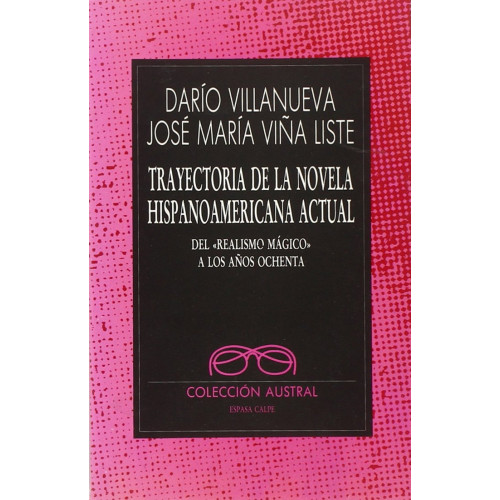 DARÍO VILLANUEVA
JOSÉ MARÍA VIÑA LISTE
TRAYECTORIA DE LA NOVELA
HISPANOAMERICANA ACTUAL
DEL «REALISMO MÁGICO»
A LOS AÑOS OCHENTA
COLECCIÓN AUSTRAL
ESPASA CALPE